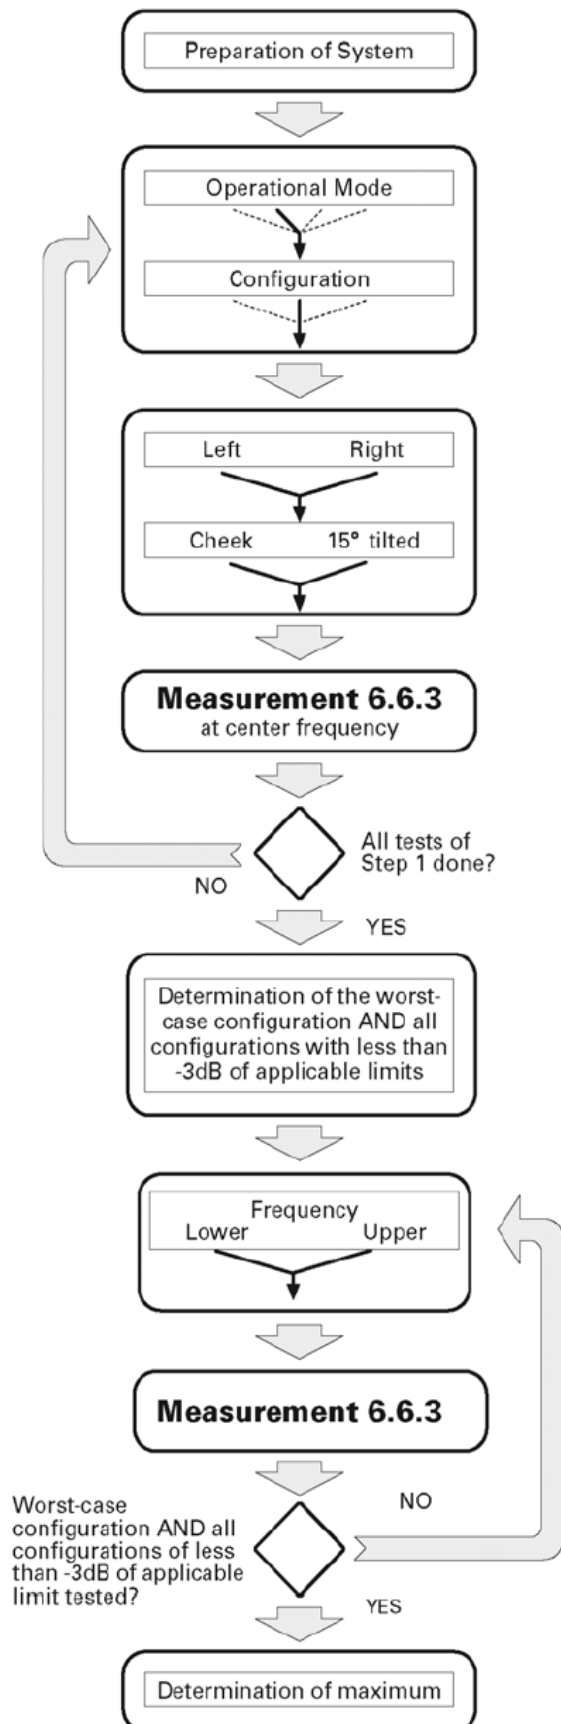 Preparation of System
Operational Mode
Configuration
Left Right
Cheek 15° tilted
Measurement 6.6.3
at center frequency
All tests of
Step 1 done?
NO
YES
Determination of the worst-
case configuration AND all
configurations with less than
-3dB of applicable limits
Frequency
Lower Upper
Measurement 6.6.3
NO
Worst-case
configuration AND all
configurations of less
than -3dB of applicable
limit tested?
YES
Determination of maximum